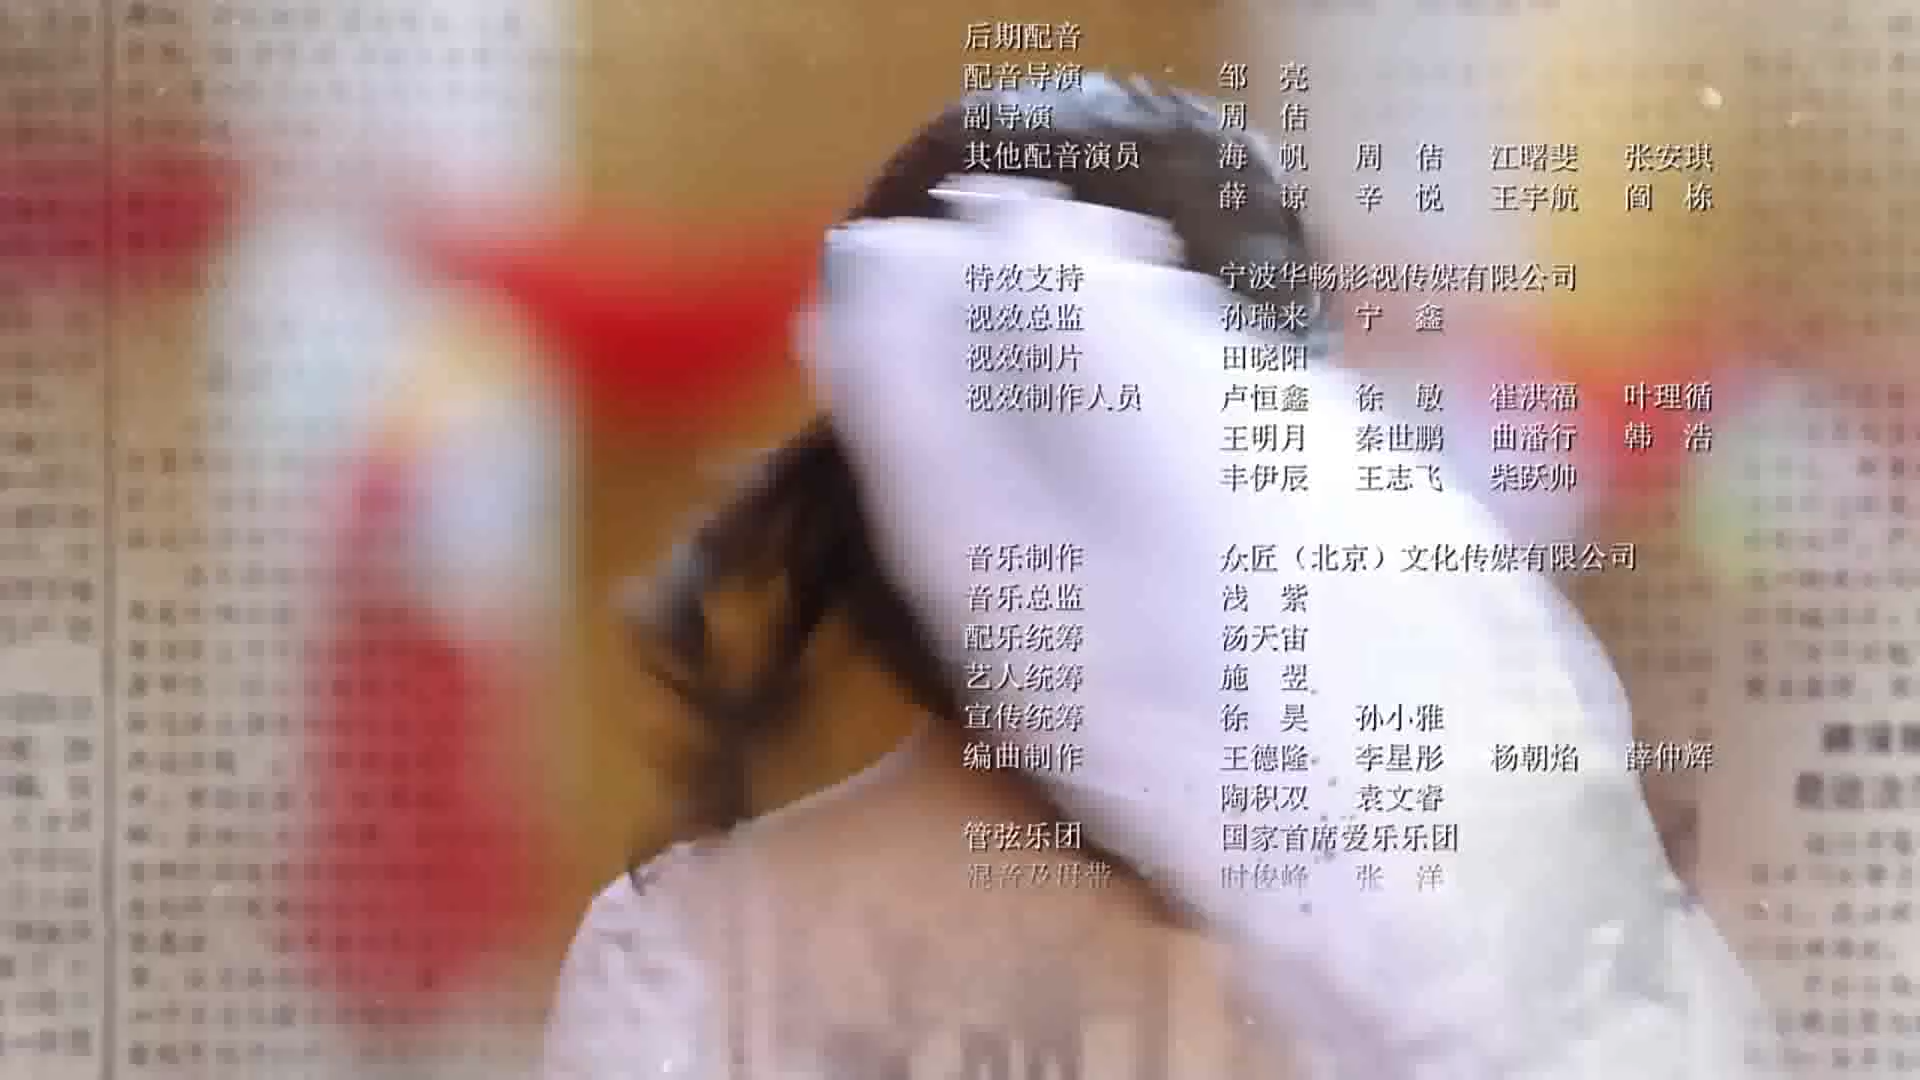 后期配音
配音导演 邹 亮
副导演 周 佶
其他配音演员 海 帆 周 佶 江曙斐 张安琪
薛 谅 辛 悦 王宇航 阎 栋
特效支持 宁波华畅影视传媒有限公司
视效总监 孙瑞来 宁 鑫
视效制片 田晓阳
视效制作人员 卢恒鑫 徐 敏 崔洪福 叶理循
王明月 秦世鹏 曲潘行 韩 浩
丰伊辰 王志飞 柴跃帅
音乐制作 众匠（北京）文化传媒有限公司
音乐总监 浅 紫
配乐统筹 汤天宙
艺人统筹 施 翌
宣传统筹 徐 昊 孙小雅
编曲制作 王德隆 李星彤 杨朝焰 薛仲辉
陶积双 袁文睿
管弦乐团 国家首席爱乐乐团
混音及母带 时俊峰 张 洋